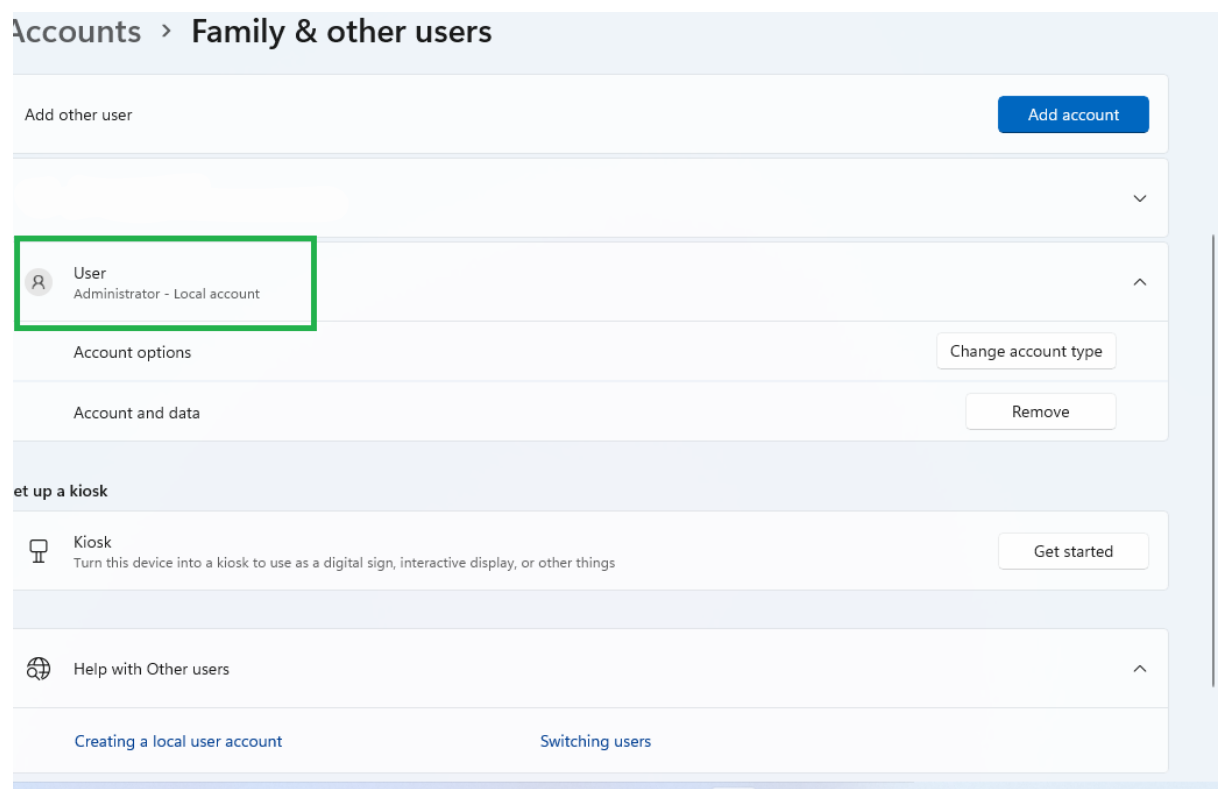 Accounts > Family & other users
Add other user
Add account
User
Administrator - Local account
Account options
Change account type
Account and data
Remove
et up a kiosk
Kiosk
Turn this device into a kiosk to use as a digital sign, interactive display, or other things
Get started
Help with Other users
Creating a local user account
Switching users